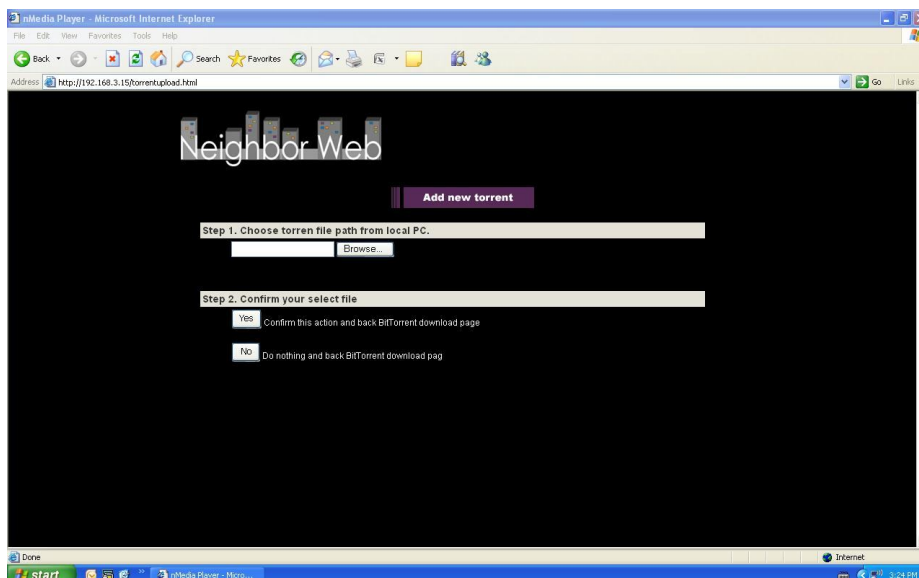 nMedia Player - Microsoft Internet Explorer
File Edit View Favorites Tools Help
Back Search Favorites
Address http://192.168.3.15/torrentupload.html Go Links
Neighbor Web
Add new torrent
Step 1. Choose torren file path from local PC.
Browse...
Step 2. Confirm your select file
Yes Confirm this action and back BitTorrent download page
No Do nothing and back BitTorrent download pag
Done Internet
start nMedia Player - Micro... 3:24 PM